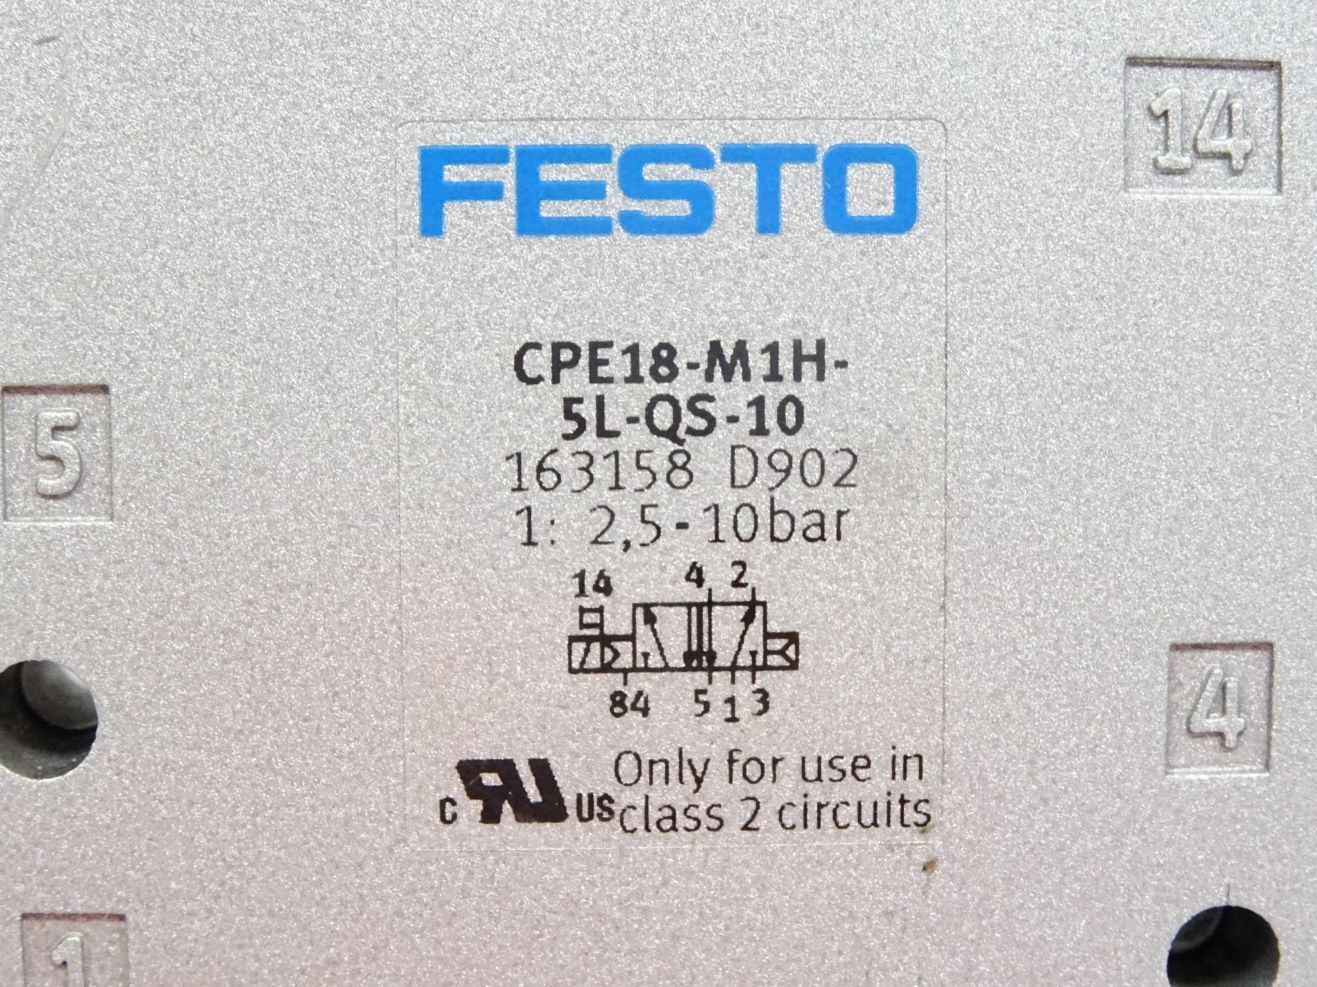 14
FESTO
CPE18-M1H-
5L-QS-10
5
163158 D902
1: 2,5-10bar
14 4 2
84 5 1 3
4
c RU US Only for use in
class 2 circuits
1